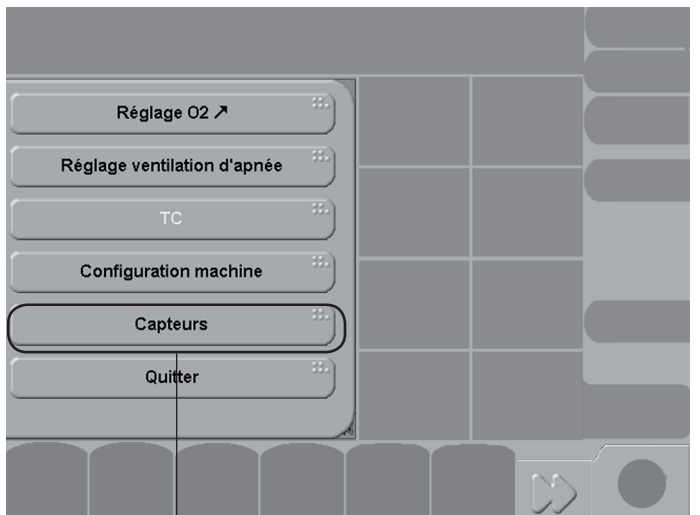 Réglage O2 ↗
Réglage ventilation d'apnée
TC
Configuration machine
Capteurs
Quitter